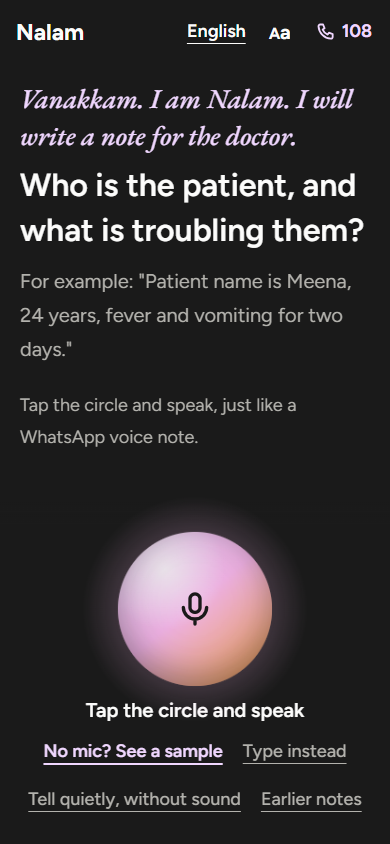 Nalam
English Aa 108
Vanakkam. I am Nalam. I will
write a note for the doctor.
Who is the patient, and
what is troubling them?
For example: "Patient name is Meena,
24 years, fever and vomiting for two
days."
Tap the circle and speak, just like a
WhatsApp voice note.
Tap the circle and speak
No mic? See a sample Type instead
Tell quietly, without sound Earlier notes